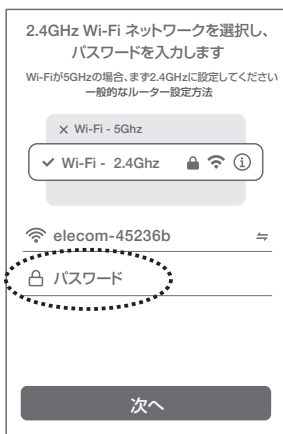 2.4GHz Wi-Fi ネットワークを選択し、
パスワードを入力します
Wi-Fiが5GHzの場合、まず2.4GHzに設定してください
一般的なルーター設定方法
× Wi-Fi - 5Ghz
✓ Wi-Fi - 2.4Ghz
elecom-45236b
パスワード
次へ